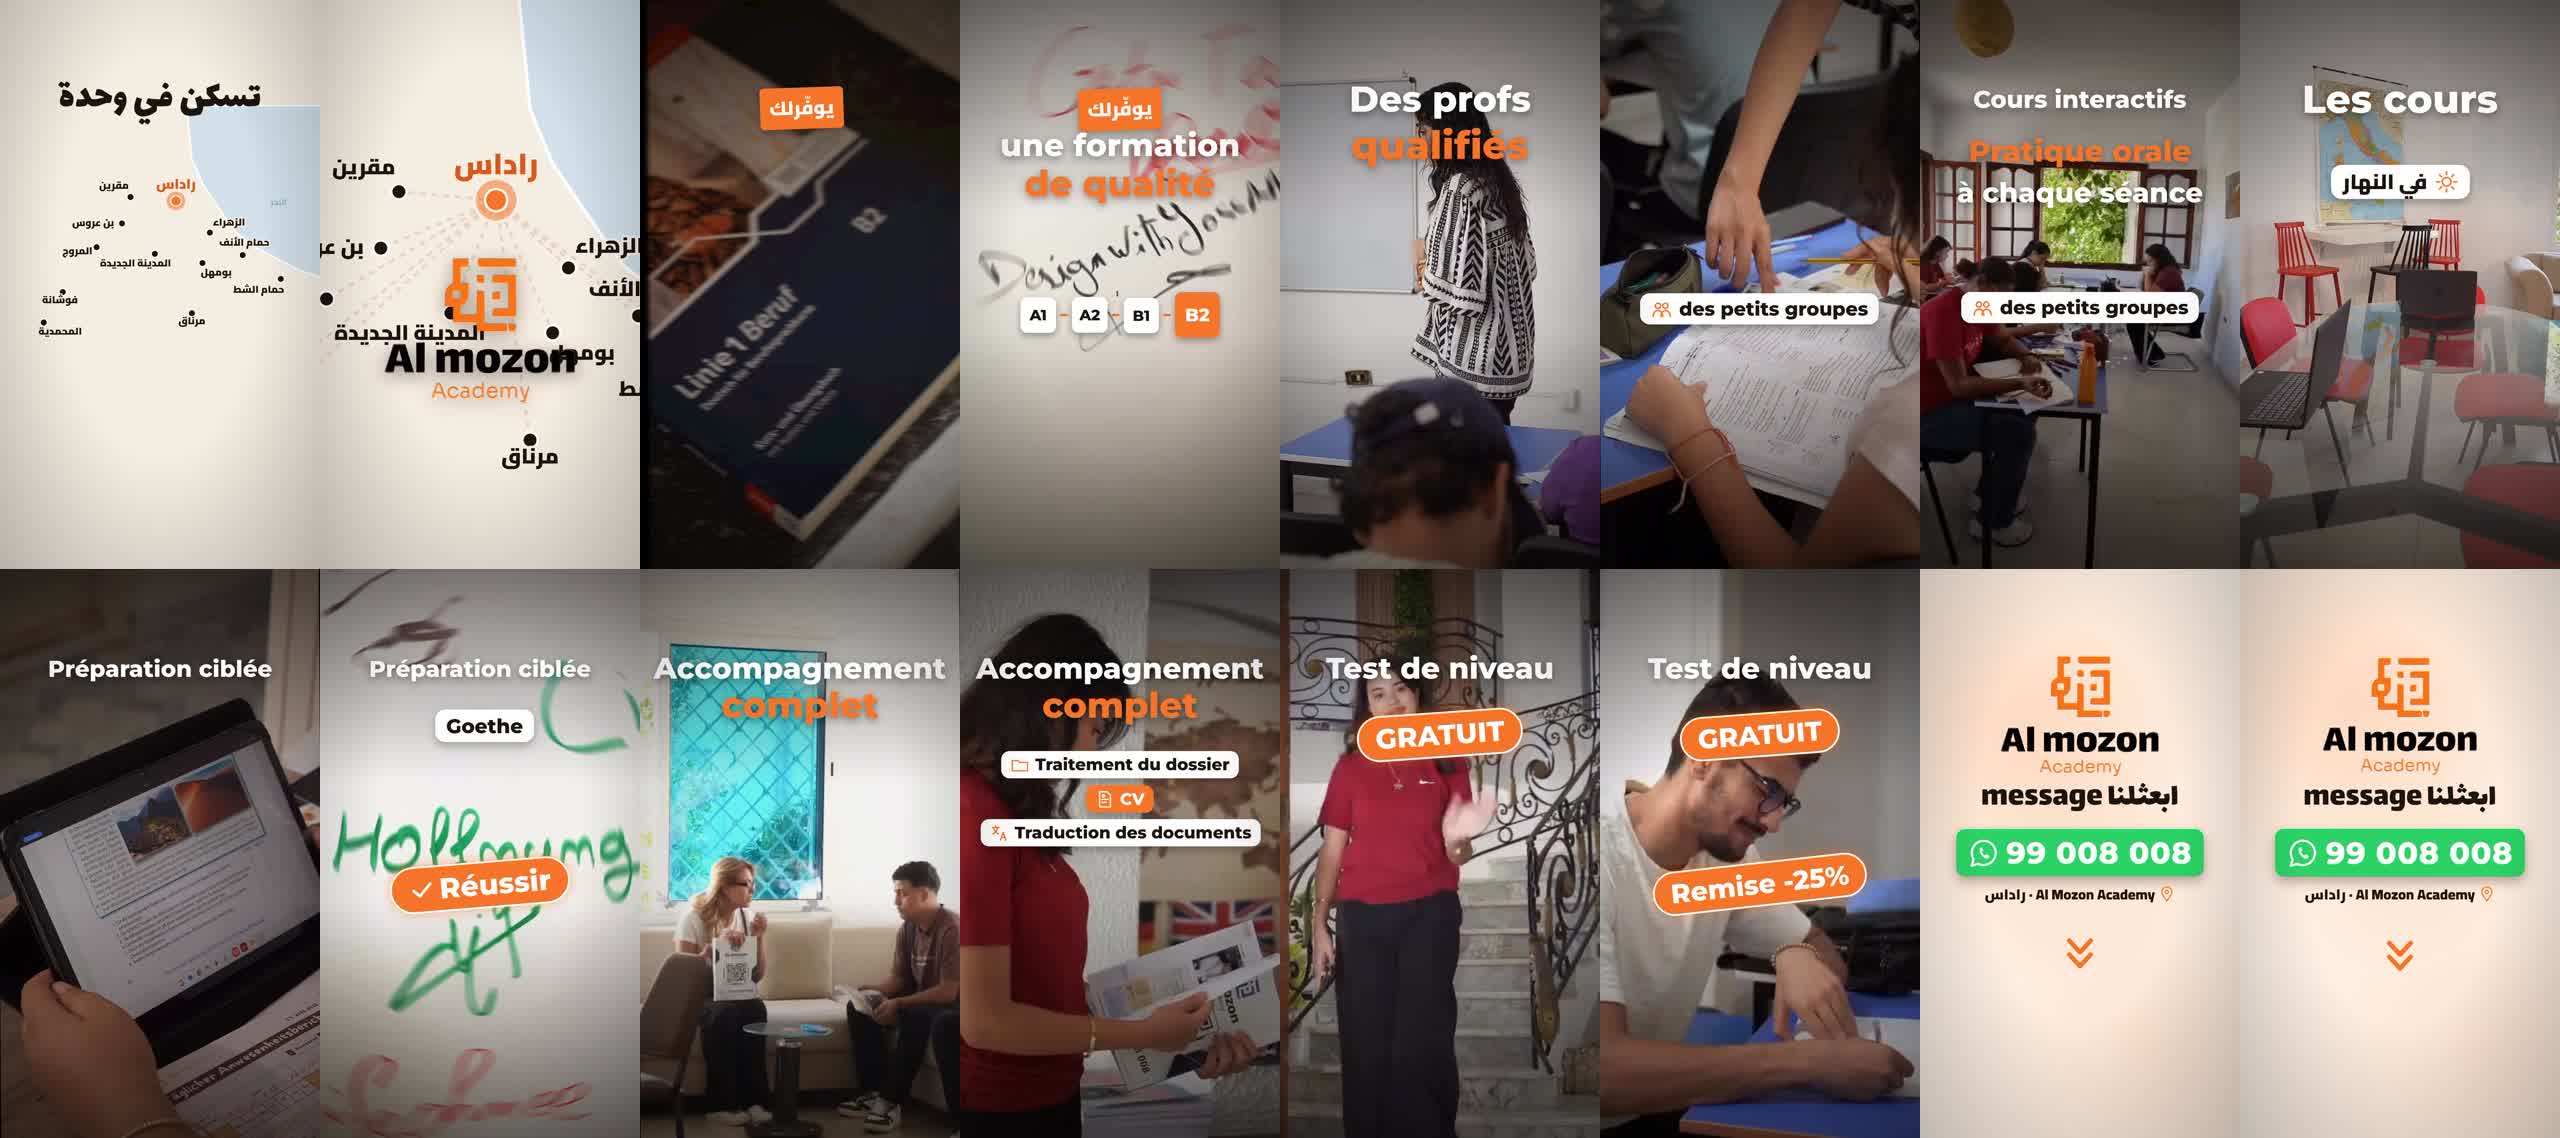 تسكن في وحدة
مقرين
راداس
البحر
بن عروس
الزهراء
المروج
حمام الأنف
المدينة الجديدة
بومهل
حمام الشط
فوشانة
مرناق
المحمدية
مقرين
راداس
بن ع
الزهراء
الأنف
المدينة الجديدة
بومهل
ط
Al mozon
Academy
مرناق
يوفّرلك
B2
Linie 1 Beruf
يوفّرلك
une formation
de qualité
Design with You
A1 - A2 - B1 - B2
Des profs
qualifiés
des petits groupes
Cours interactifs
Pratique orale
à chaque séance
des petits groupes
Les cours
في النهار
Préparation ciblée
Préparation ciblée
Goethe
Hoffnung
Réussir
Accompagnement
complet
Accompagnement
complet
Traitement du dossier
CV
Traduction des documents
Test de niveau
GRATUIT
Test de niveau
GRATUIT
Remise -25%
Al mozon
Academy
ابعثلنا message
99 008 008
Al Mozon Academy · راداس
Al mozon
Academy
ابعثلنا message
99 008 008
Al Mozon Academy · راداس